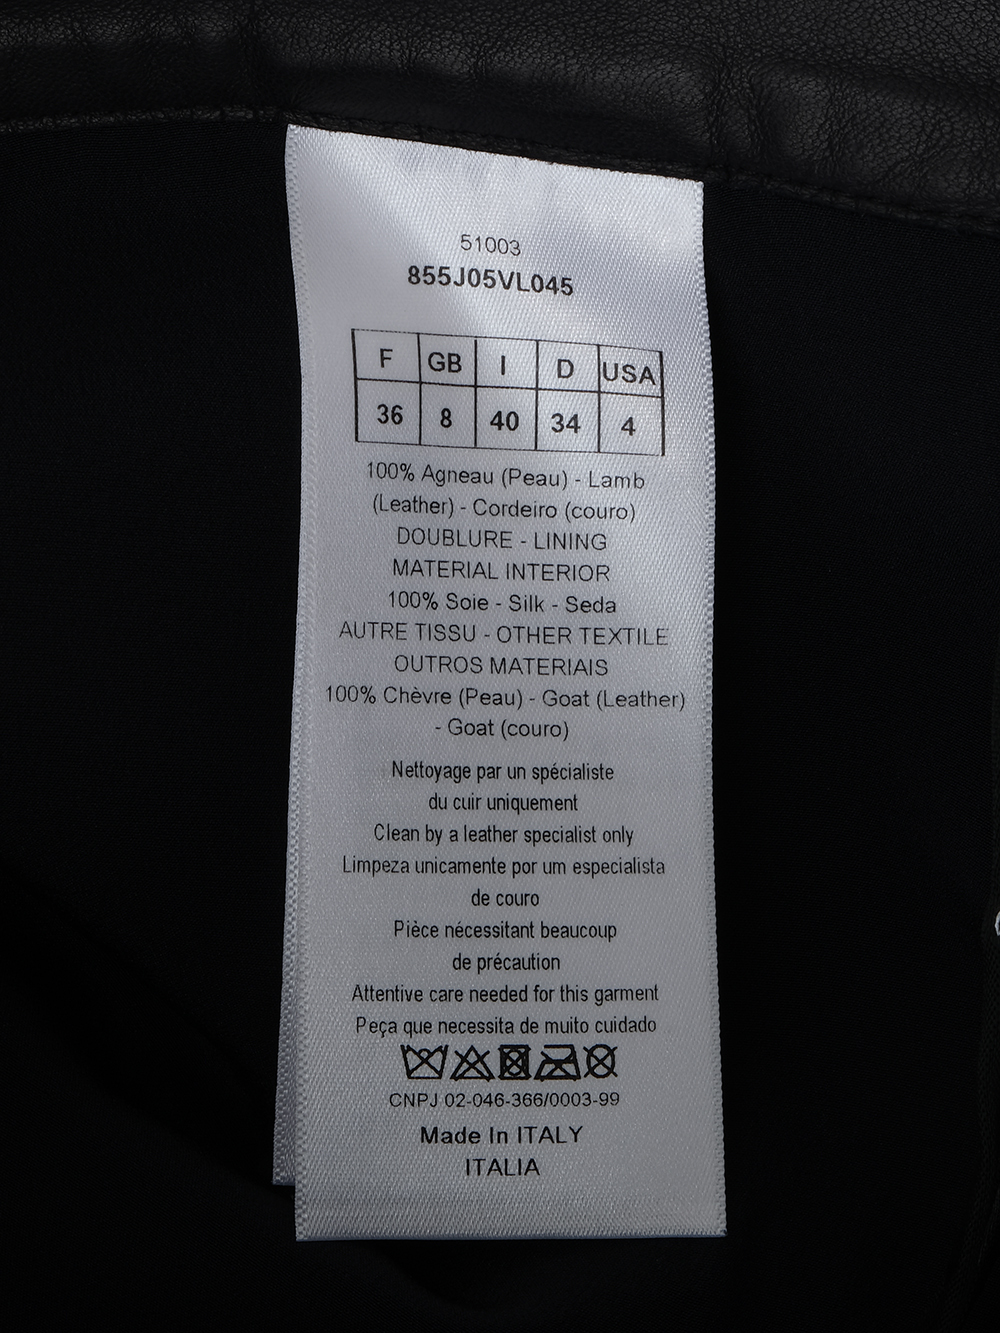 51003
855J05VL045
F GB I D USA
36 8 40 34 4
100% Agneau (Peau) - Lamb
(Leather) - Cordeiro (couro)
DOUBLURE - LINING
MATERIAL INTERIOR
100% Soie - Silk - Seda
AUTRE TISSU - OTHER TEXTILE
OUTROS MATERIAIS
100% Chèvre (Peau) - Goat (Leather)
- Goat (couro)
Nettoyage par un spécialiste
du cuir uniquement
Clean by a leather specialist only
Limpeza unicamente por um especialista
de couro
Pièce nécessitant beaucoup
de précaution
Attentive care needed for this garment
Peça que necessita de muito cuidado
CNPJ 02-046-366/0003-99
Made In ITALY
ITALIA